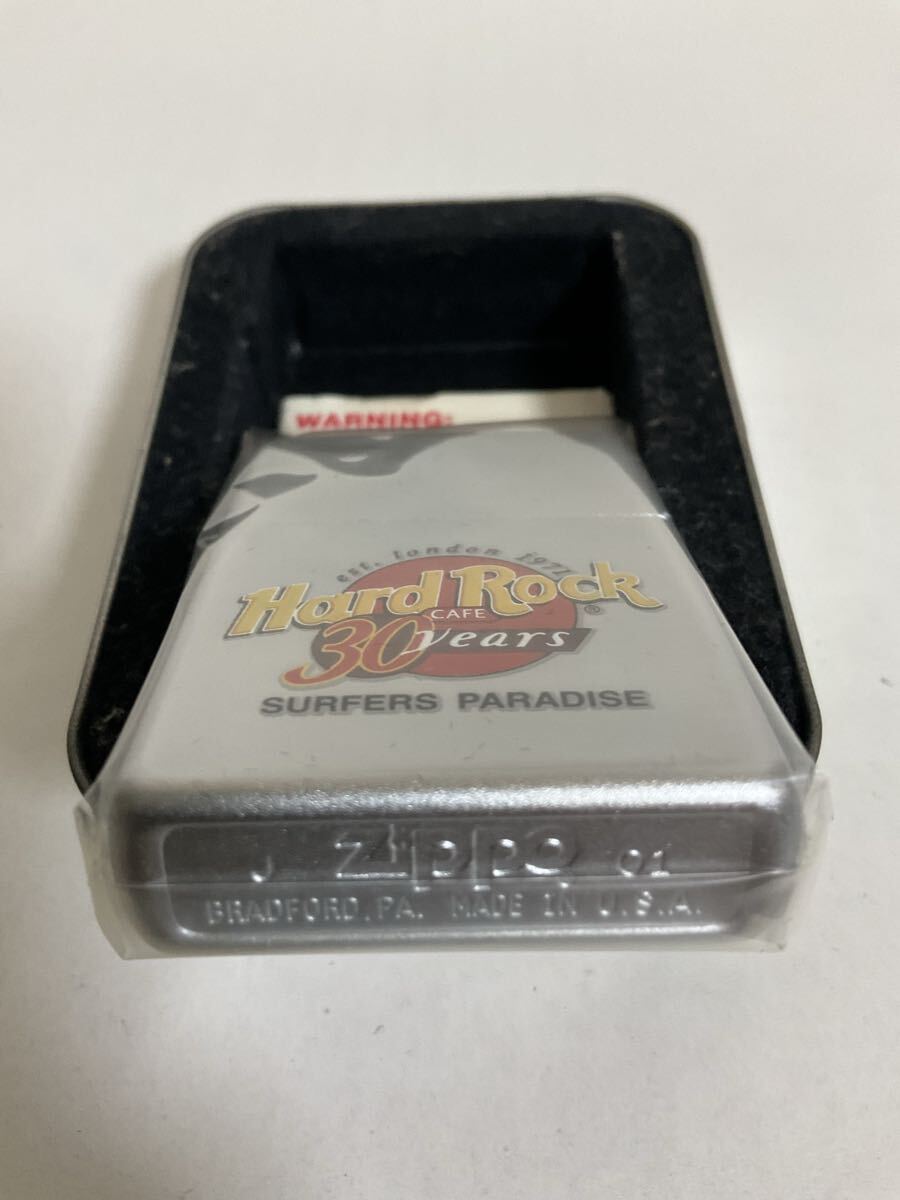 WARNING:
est. london 1971
Hard Rock ®
CAFE
30 years
SURFERS PARADISE
J Zippo 01
BRADFORD, PA. MADE IN U.S.A.